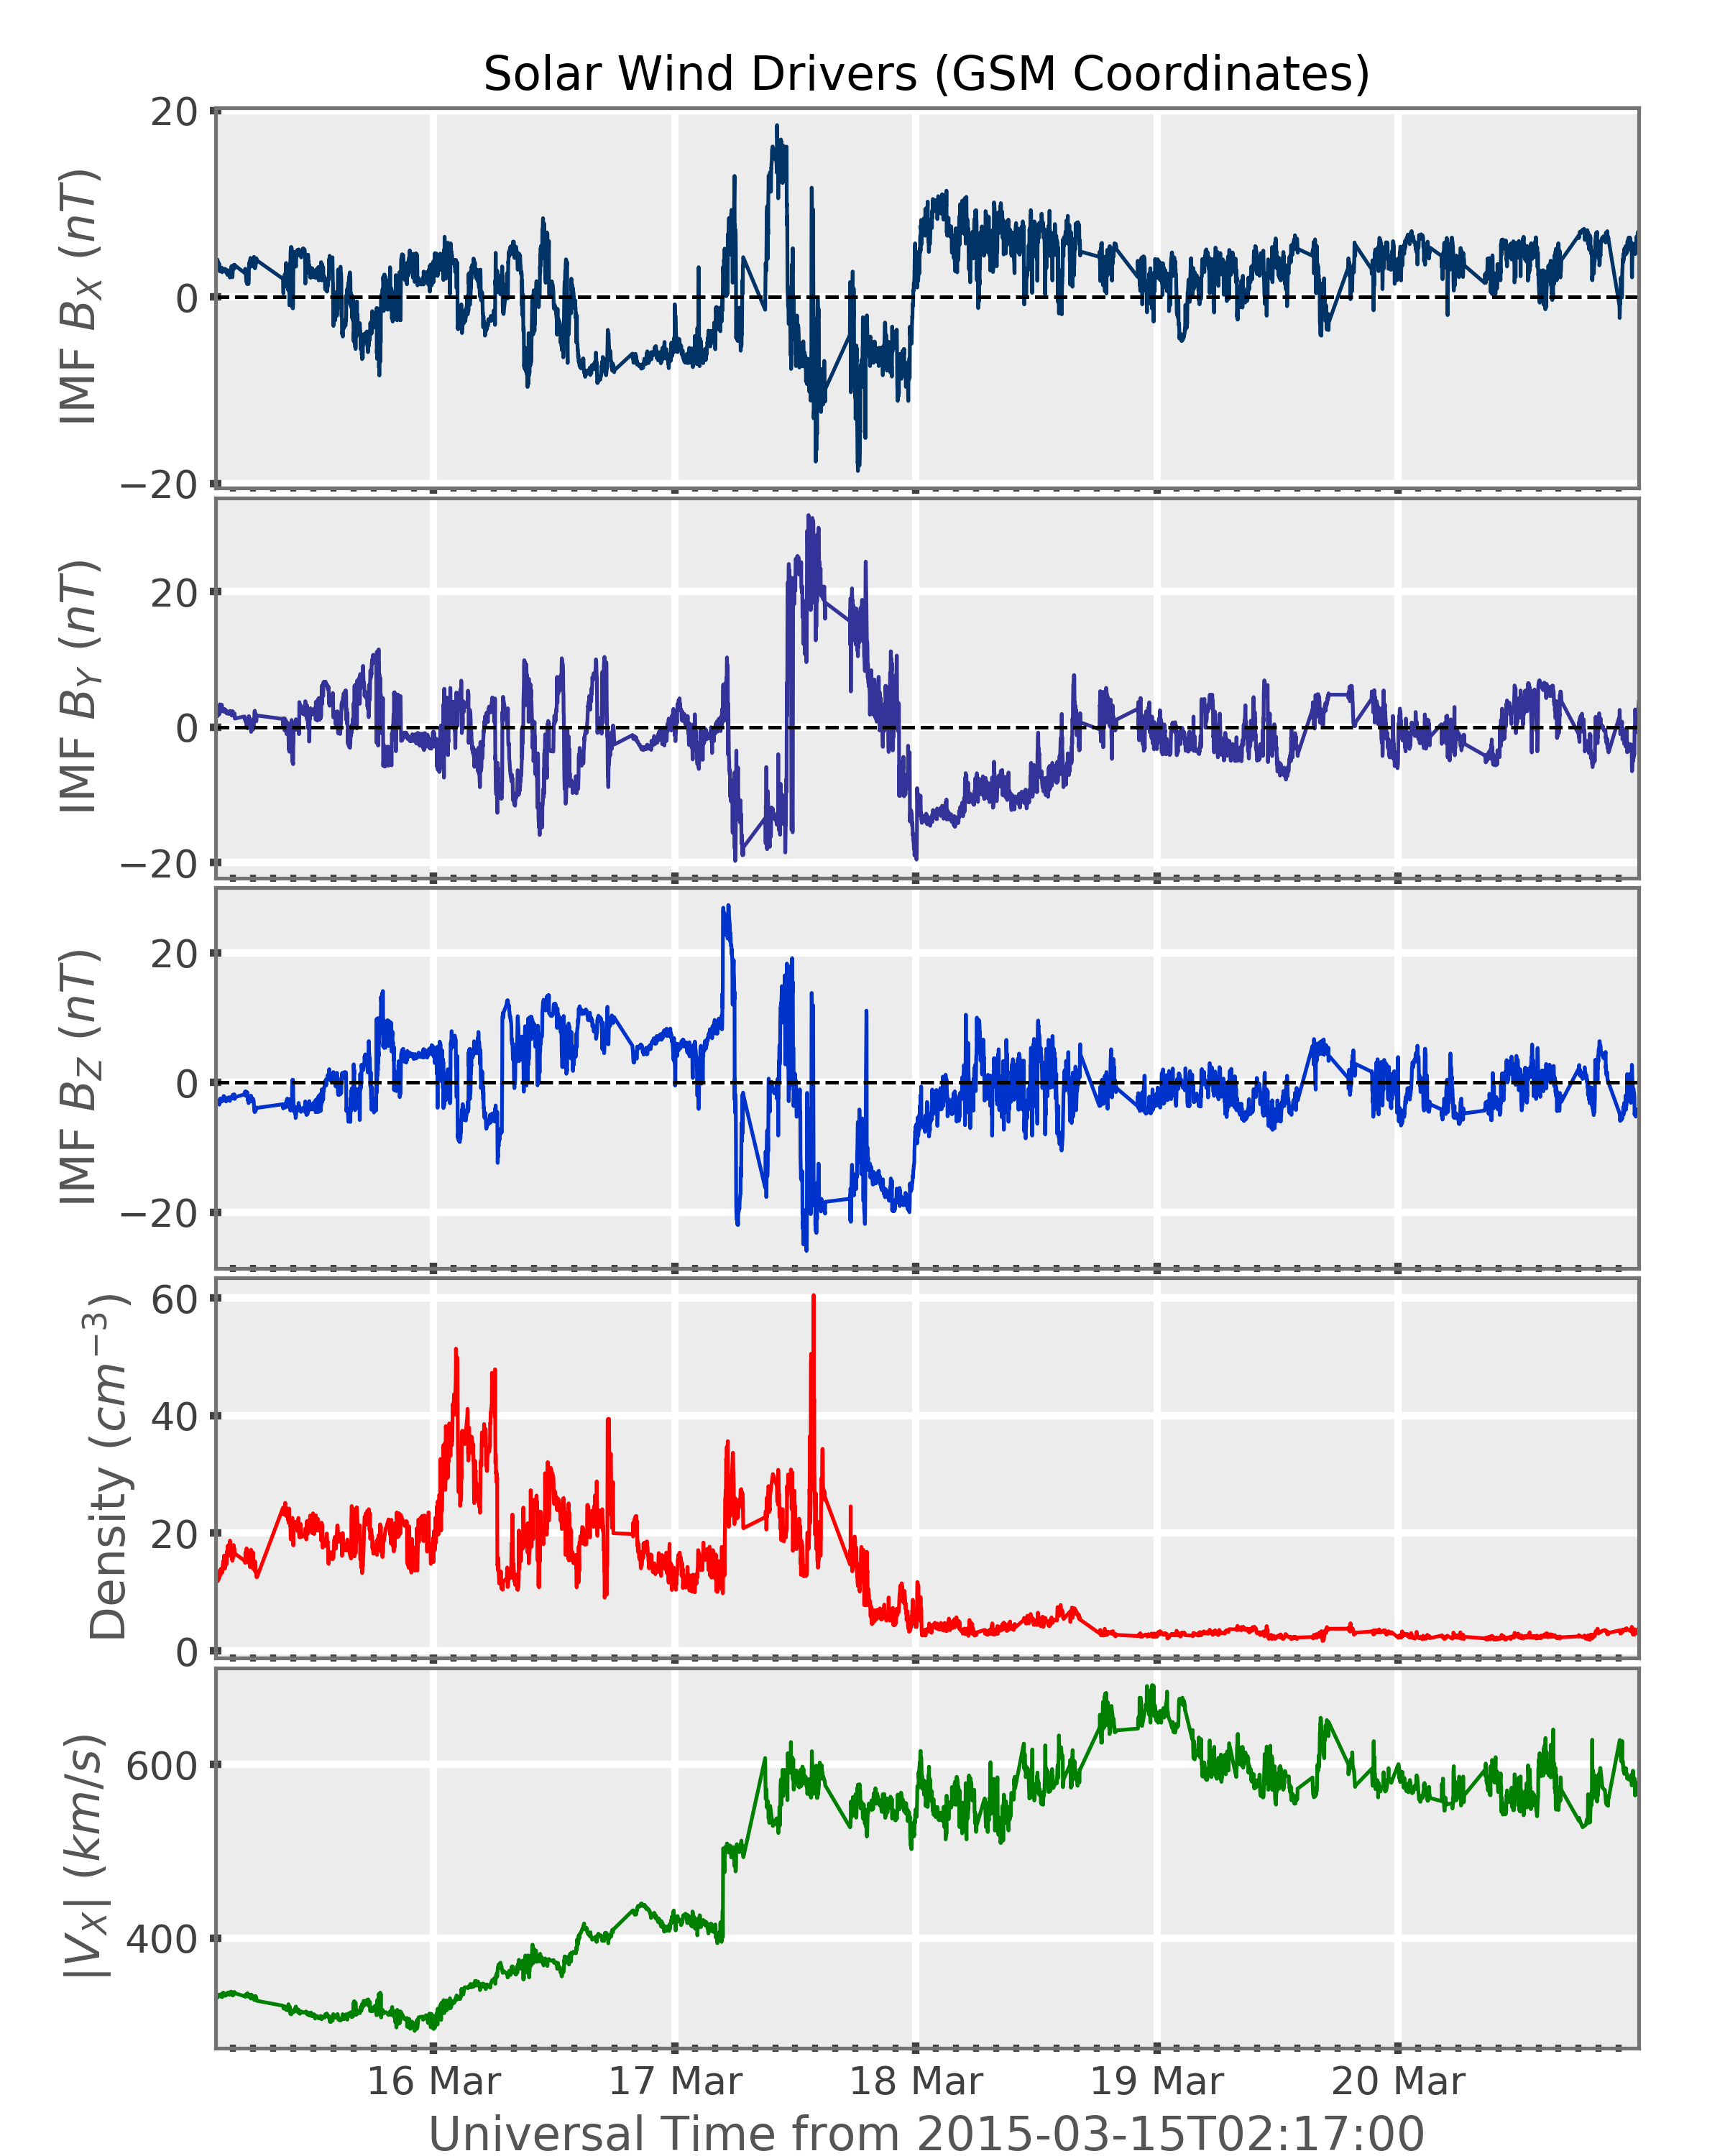 Solar Wind Drivers (GSM Coordinates)
20
0
−20
IMF B_X (nT)
20
0
−20
IMF B_Y (nT)
20
0
−20
IMF B_Z (nT)
60
40
20
0
Density (cm⁻³)
600
400
|V_X| (km/s)
16 Mar 17 Mar 18 Mar 19 Mar 20 Mar
Universal Time from 2015-03-15T02:17:00